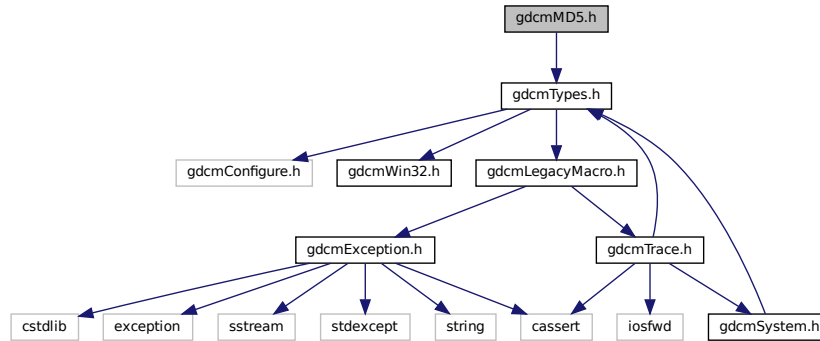 gdcmMD5.h
gdcmTypes.h
gdcmConfigure.h
gdcmWin32.h
gdcmLegacyMacro.h
gdcmException.h
gdcmTrace.h
cstdlib
exception
sstream
stdexcept
string
cassert
iosfwd
gdcmSystem.h